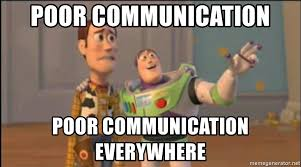 POOR COMMUNICATION
POOR COMMUNICATION
EVERYWHERE
memegenerator.net